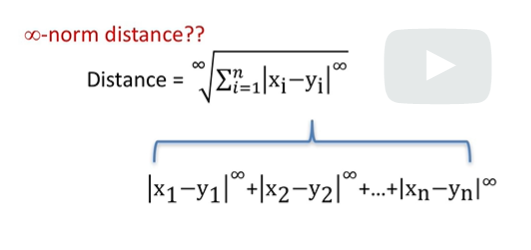 ∞-norm distance??
Distance = ∞√∑ⁿᵢ₌₁|xᵢ−yᵢ|^∞
|x₁−y₁|^∞+|x₂−y₂|^∞+...+|xₙ−yₙ|^∞